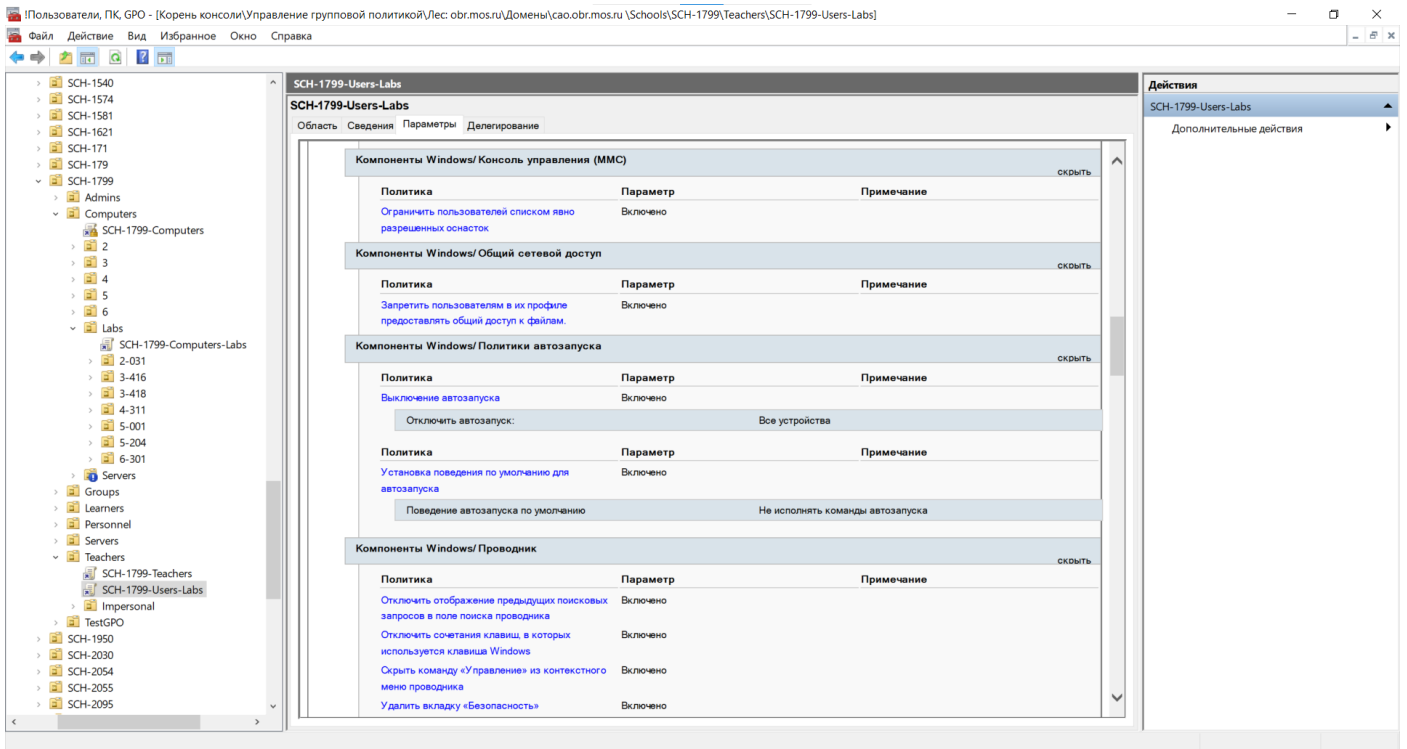 !Пользователи, ПК, GPO - [Корень консоли\Управление групповой политикой\Лес: obr.mos.ru\Домены\cao.obr.mos.ru \Schools\SCH-1799\Teachers\SCH-1799-Users-Labs]
Файл Действие Вид Избранное Окно Справка
SCH-1540
SCH-1574
SCH-1581
SCH-1621
SCH-171
SCH-179
SCH-1799
Admins
Computers
SCH-1799-Computers
2
3
4
5
6
Labs
SCH-1799-Computers-Labs
2-031
3-416
3-418
4-311
5-001
5-204
6-301
Servers
Groups
Learners
Personnel
Servers
Teachers
SCH-1799-Teachers
SCH-1799-Users-Labs
Impersonal
TestGPO
SCH-1950
SCH-2030
SCH-2054
SCH-2055
SCH-2095
SCH-1799-Users-Labs
SCH-1799-Users-Labs
Область Сведения Параметры Делегирование
Компоненты Windows/Консоль управления (MMC)
скрыть
Политика Параметр Примечание
Ограничить пользователей списком явно Включено
разрешенных оснасток
Компоненты Windows/Общий сетевой доступ
скрыть
Политика Параметр Примечание
Запретить пользователям в их профиле Включено
предоставлять общий доступ к файлам.
Компоненты Windows/Политики автозапуска
скрыть
Политика Параметр Примечание
Выключение автозапуска Включено
Отключить автозапуск: Все устройства
Политика Параметр Примечание
Установка поведения по умолчанию для Включено
автозапуска
Поведение автозапуска по умолчанию Не исполнять команды автозапуска
Компоненты Windows/Проводник
скрыть
Политика Параметр Примечание
Отключить отображение предыдущих поисковых Включено
запросов в поле поиска проводника
Отключить сочетания клавиш, в которых Включено
используется клавиша Windows
Скрыть команду «Управление» из контекстного Включено
меню проводника
Удалить вкладку «Безопасность» Включено
Действия
SCH-1799-Users-Labs
Дополнительные действия